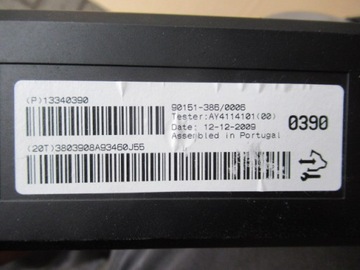 (P)13340390
90151-386/0006
Tester:AY4114101(00)
Date: 12-12-2009
Assembled in Portugal
0390
(20T)3803908A93460J55